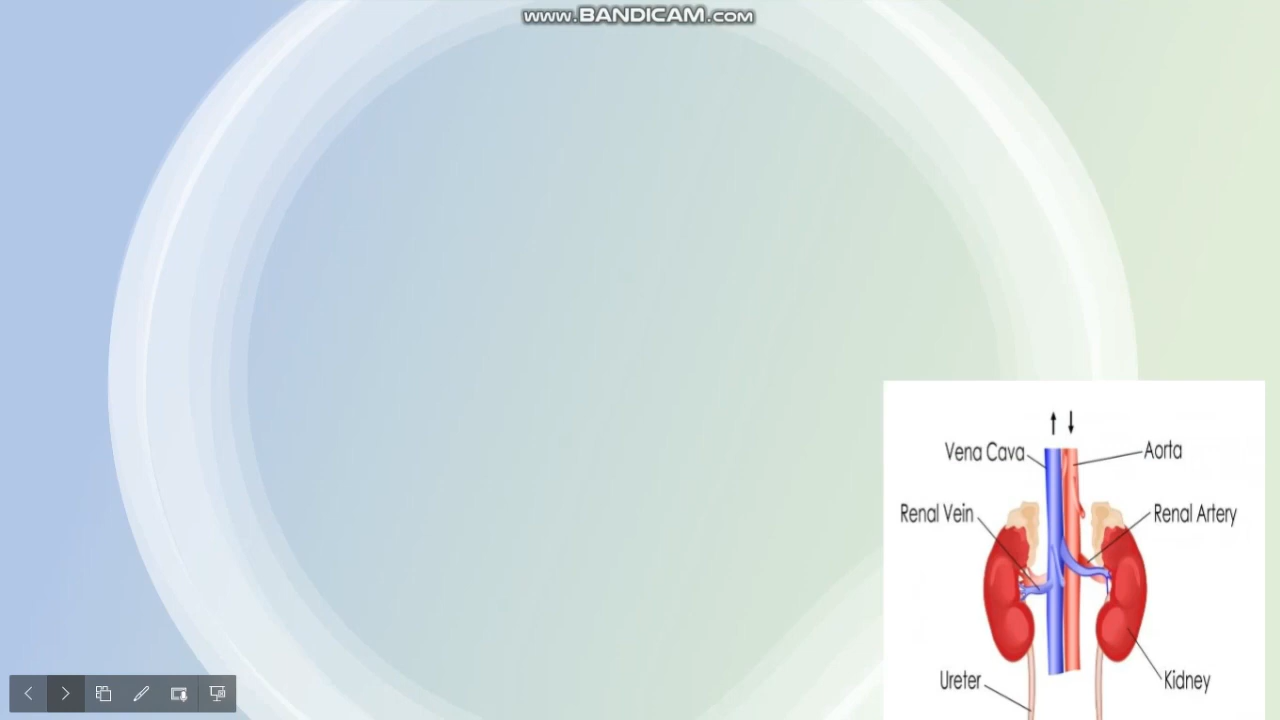 www.BANDICAM.com
Vena Cava
Aorta
Renal Vein
Renal Artery
Ureter
Kidney